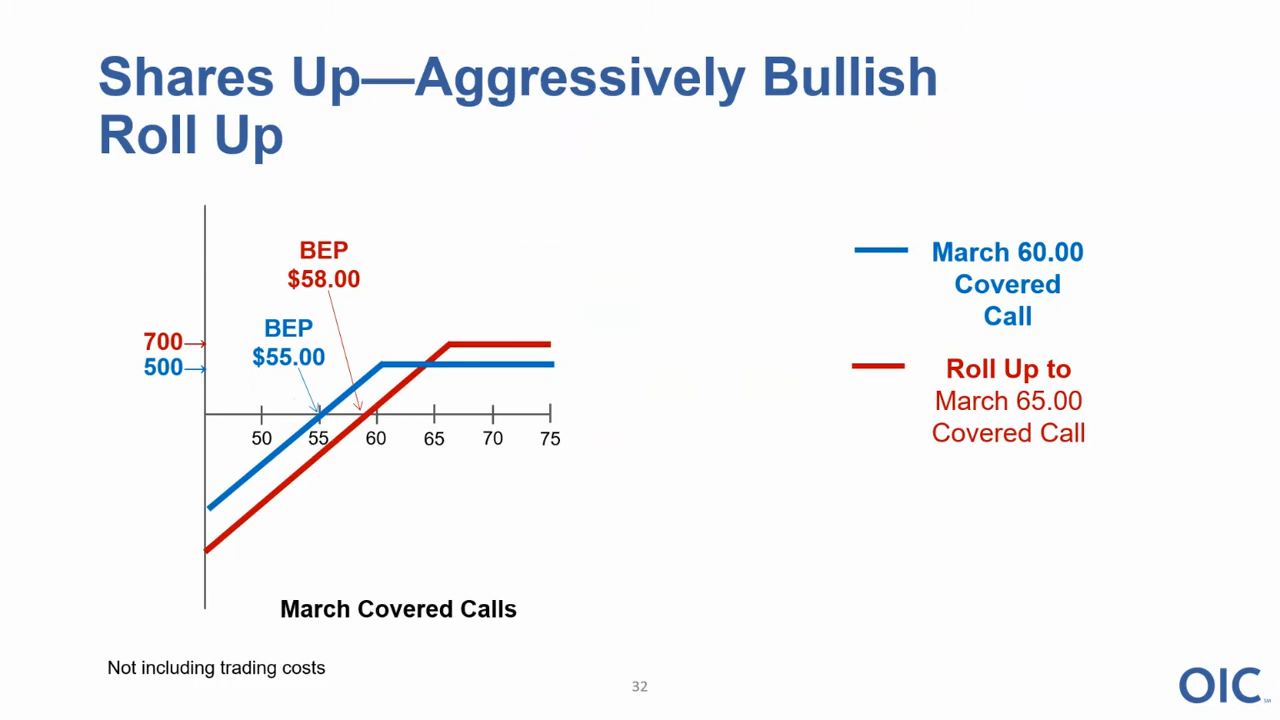 Shares Up—Aggressively Bullish
Roll Up
BEP
$58.00
BEP
$55.00
700
500
50 55 60 65 70 75
March Covered Calls
March 60.00
Covered
Call
Roll Up to
March 65.00
Covered Call
Not including trading costs
32
OIC SM